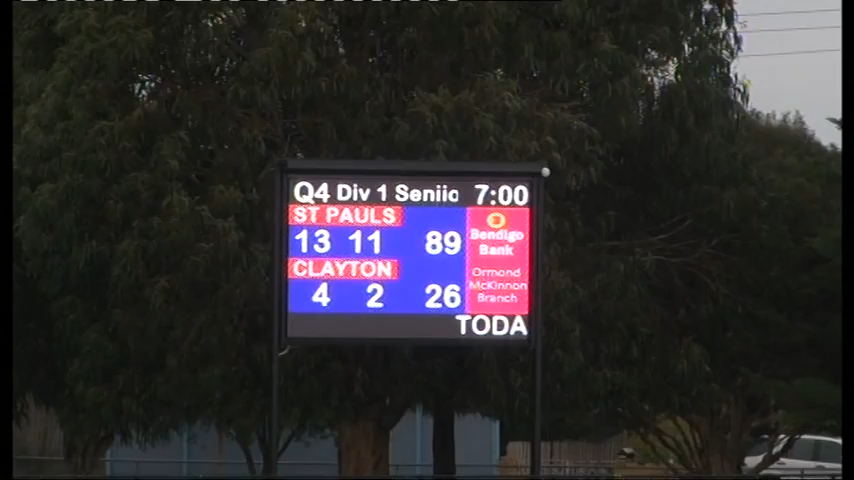 Q4 Div 1 Seniio 7:00
ST PAULS
13 11 89
Bendigo
Bank
CLAYTON
4 2 26
Ormond
McKinnon
Branch
TODA